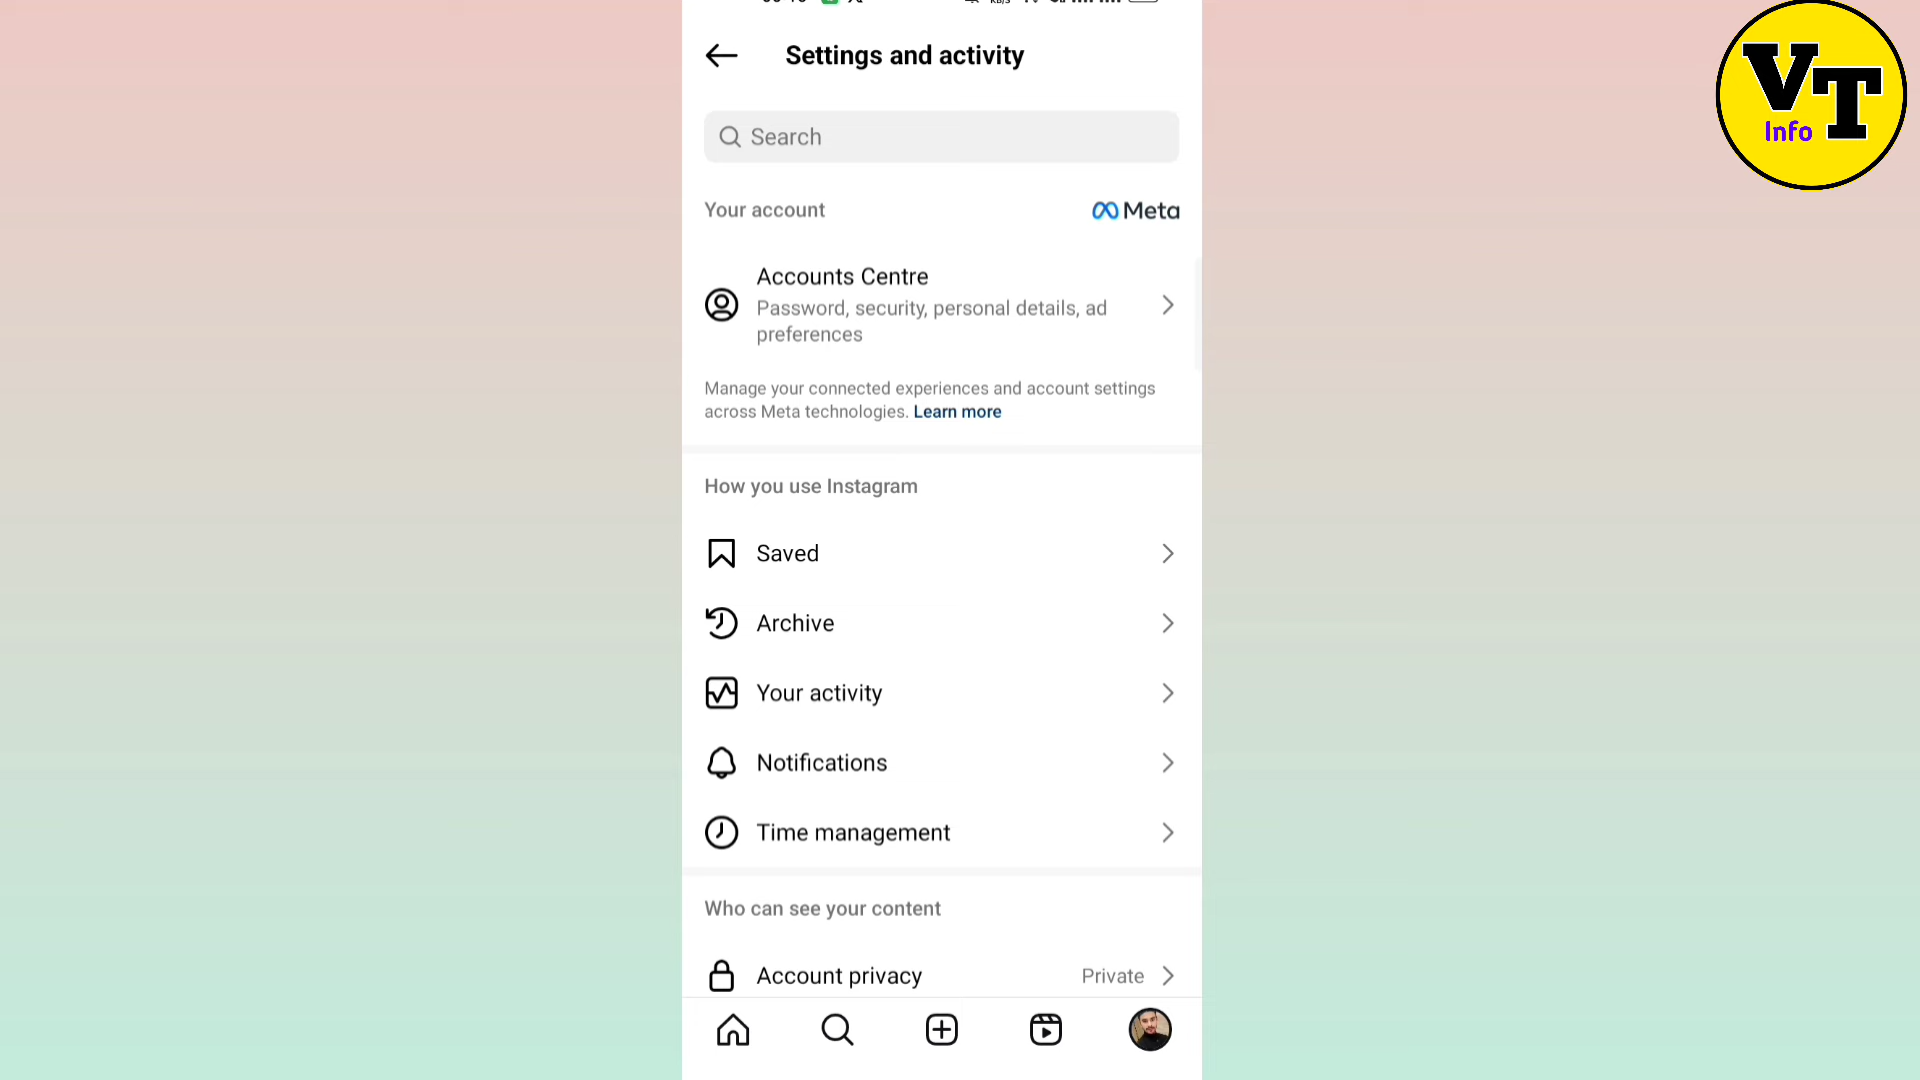 Settings and activity
VT
Info
Search
Your account
Meta
Accounts Centre
Password, security, personal details, ad
preferences
Manage your connected experiences and account settings
across Meta technologies. Learn more
How you use Instagram
Saved
Archive
Your activity
Notifications
Time management
Who can see your content
Account privacy Private